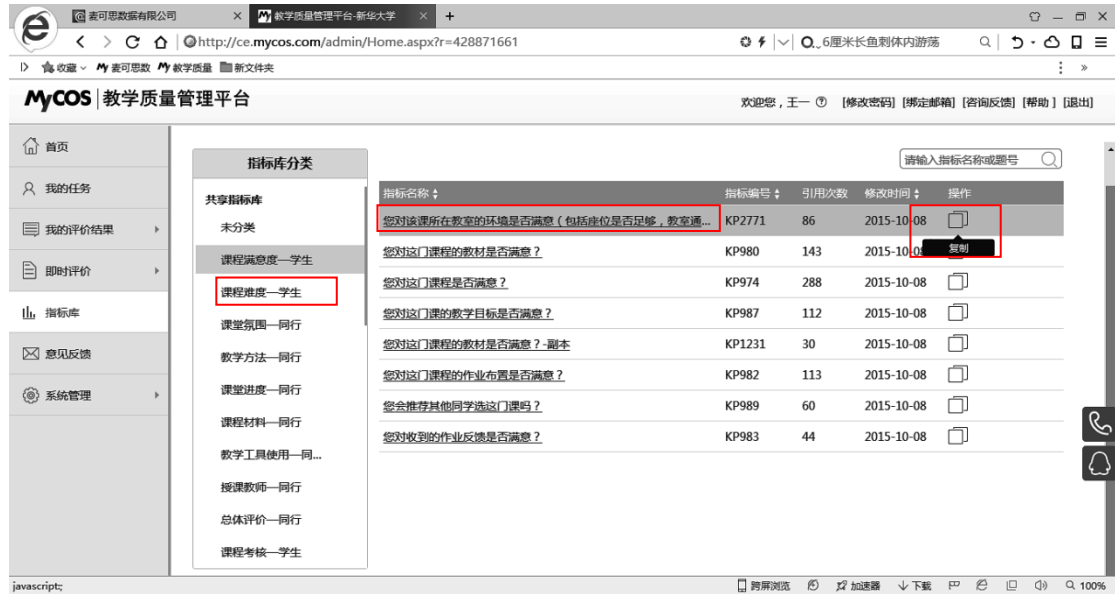 麦可思数据有限公司 × 教学质量管理平台-新华大学 × +
http://ce.mycos.com/admin/Home.aspx?r=428871661 6厘米长鱼刺体内游荡
收藏 麦可思数 教学质量 新文件夹
MyCOS 教学质量管理平台
欢迎您，王一 [修改密码] [绑定邮箱] [咨询反馈] [帮助 ] [退出]
首页
我的任务
我的评价结果
即时评价
指标库
意见反馈
系统管理
指标库分类
共享指标库
未分类
课程满意度—学生
课程难度—学生
课堂氛围—同行
教学方法—同行
课堂进度—同行
课程材料—同行
教学工具使用—同...
授课教师—同行
总体评价—同行
课程考核—学生
请输入指标名称或题号
指标名称 指标编号 引用次数 修改时间 操作
您对该课所在教室的环境是否满意（包括座位是否足够，教室通... KP2771 86 2015-10-08
复制
您对这门课程的教材是否满意？ KP980 143 2015-10-08
您对这门课程是否满意？ KP974 288 2015-10-08
您对这门课的教学目标是否满意？ KP987 112 2015-10-08
您对这门课程的教材是否满意？-副本 KP1231 30 2015-10-08
您对这门课程的作业布置是否满意？ KP982 113 2015-10-08
您会推荐其他同学选这门课吗？ KP989 60 2015-10-08
您对收到的作业反馈是否满意？ KP983 44 2015-10-08
javascript:; 跨屏浏览 加速器 下载 100%